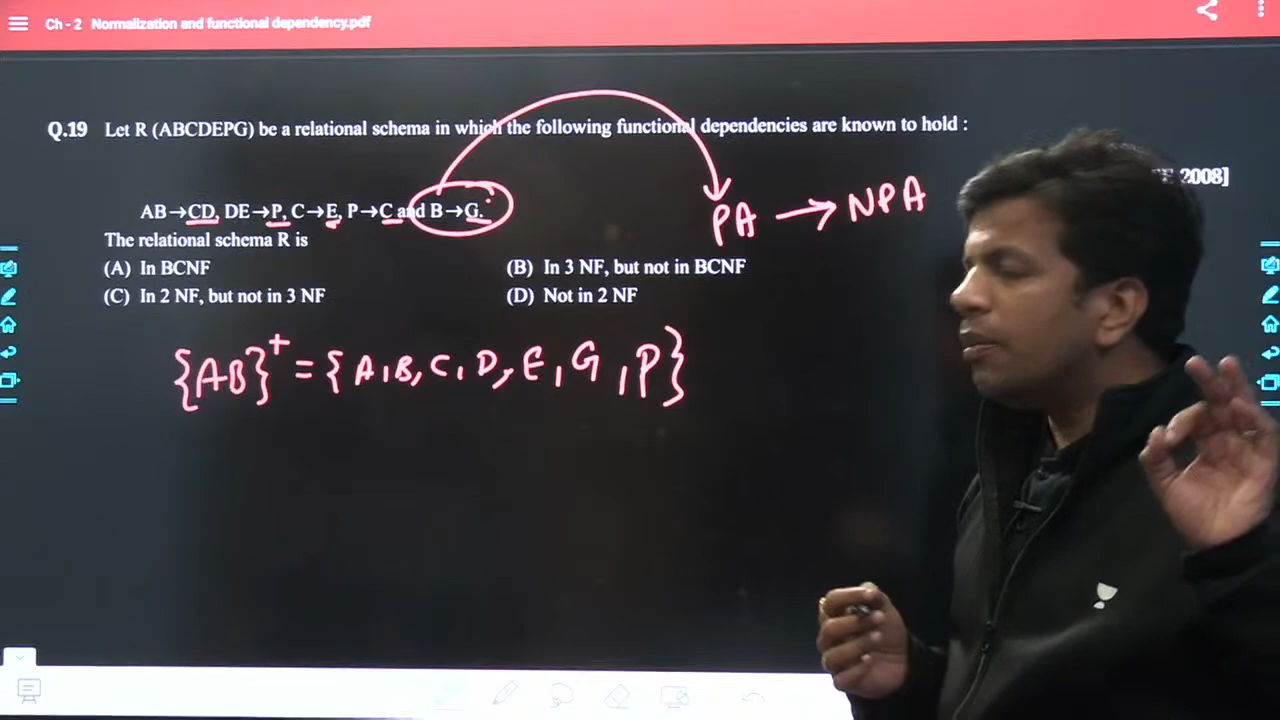 Ch - 2 Normalization and functional dependency.pdf
Q.19 Let R (ABCDEPG) be a relational schema in which the following functional dependencies are known to hold :
2008]
AB→CD, DE→P, C→E, P→C and B→G.
PA → NPA
The relational schema R is
(A) In BCNF
(B) In 3 NF, but not in BCNF
(C) In 2 NF, but not in 3 NF
(D) Not in 2 NF
{AB}⁺ = {A,B,C,D,E,G,P}